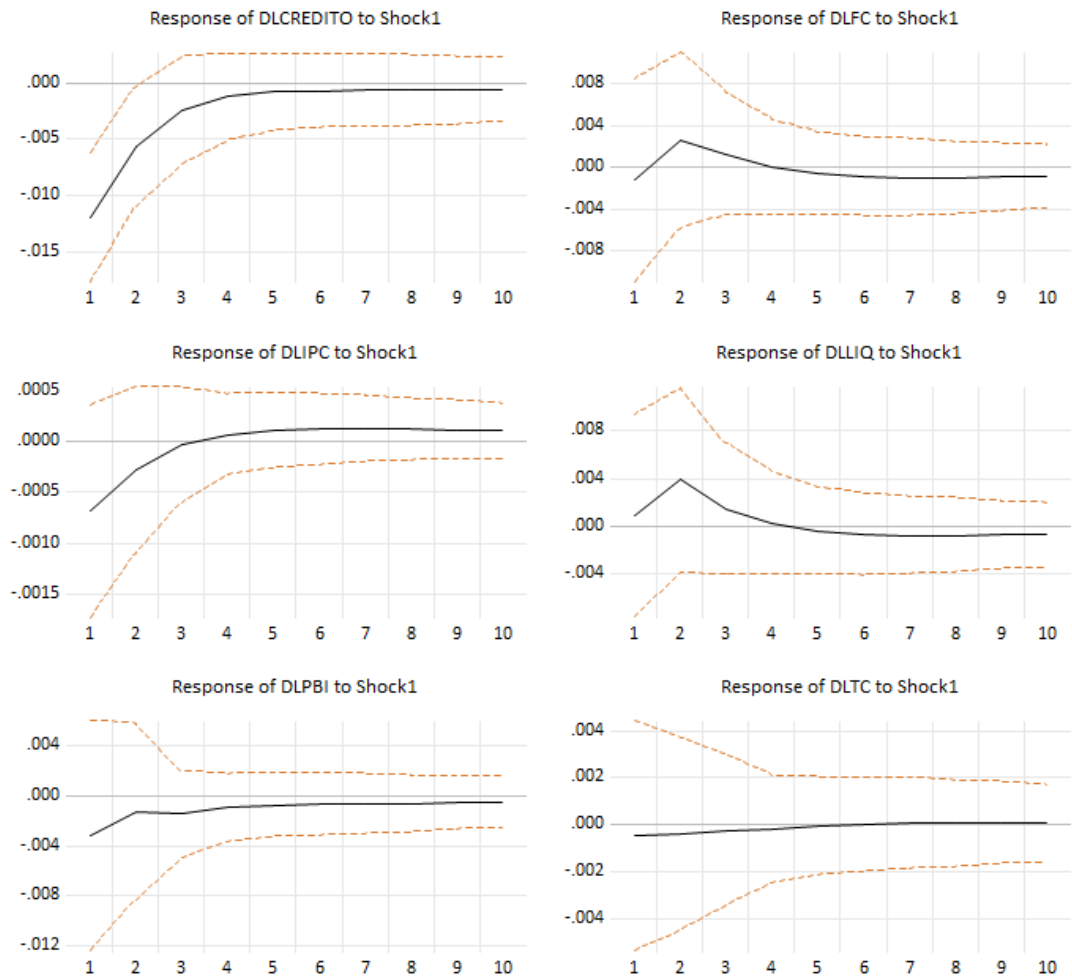 Response of DLCREDITO to Shock1
.000
-.005
-.010
-.015
1 2 3 4 5 6 7 8 9 10
Response of DLFC to Shock1
.008
.004
.000
-.004
-.008
1 2 3 4 5 6 7 8 9 10
Response of DLIPC to Shock1
.0005
.0000
-.0005
-.0010
-.0015
1 2 3 4 5 6 7 8 9 10
Response of DLLIQ to Shock1
.008
.004
.000
-.004
1 2 3 4 5 6 7 8 9 10
Response of DLPBI to Shock1
.004
.000
-.004
-.008
-.012
1 2 3 4 5 6 7 8 9 10
Response of DLTC to Shock1
.004
.002
.000
-.002
-.004
1 2 3 4 5 6 7 8 9 10